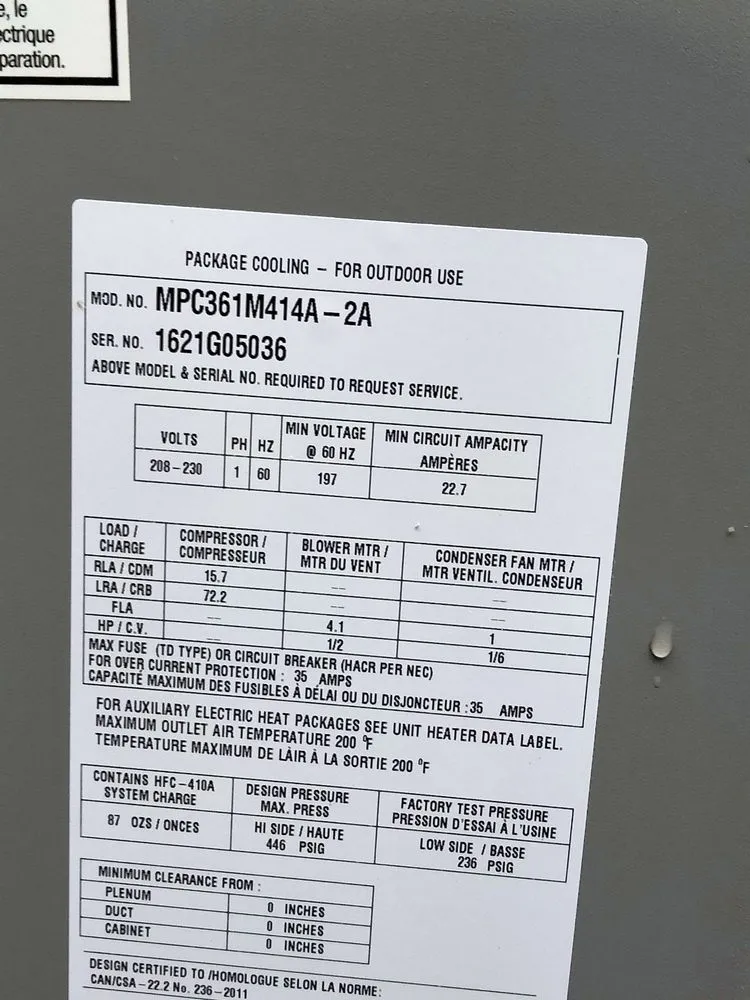 , le
ctrique
paration.
PACKAGE COOLING – FOR OUTDOOR USE
MOD. NO. MPC361M414A–2A
SER. NO. 1621G05036
ABOVE MODEL & SERIAL NO. REQUIRED TO REQUEST SERVICE.
VOLTS PH HZ MIN VOLTAGE @ 60 HZ MIN CIRCUIT AMPACITY AMPÈRES
208–230 1 60 197 22.7
LOAD / CHARGE COMPRESSOR / COMPRESSEUR BLOWER MTR / MTR DU VENT CONDENSER FAN MTR / MTR VENTIL. CONDENSEUR
RLA / CDM 15.7 –– ––
LRA / CRB 72.2 –– ––
FLA –– 4.1 1
HP / C.V. –– 1/2 1/6
MAX FUSE (TD TYPE) OR CIRCUIT BREAKER (HACR PER NEC)
FOR OVER CURRENT PROTECTION : 35 AMPS
CAPACITÉ MAXIMUM DES FUSIBLES À DÉLAI OU DU DISJONCTEUR :35 AMPS
FOR AUXILIARY ELECTRIC HEAT PACKAGES SEE UNIT HEATER DATA LABEL.
MAXIMUM OUTLET AIR TEMPERATURE 200 °F
TEMPERATURE MAXIMUM DE LÀIR À LA SORTIE 200 °F
CONTAINS HFC–410A SYSTEM CHARGE DESIGN PRESSURE MAX. PRESS FACTORY TEST PRESSURE PRESSION D'ESSAI À L'USINE
87 OZS / ONCES HI SIDE / HAUTE 446 PSIG LOW SIDE / BASSE 236 PSIG
MINIMUM CLEARANCE FROM :
PLENUM 0 INCHES
DUCT 0 INCHES
CABINET 0 INCHES
DESIGN CERTIFIED TO /HOMOLOGUE SELON LA NORME:
CAN/CSA–22.2 No. 236–2011